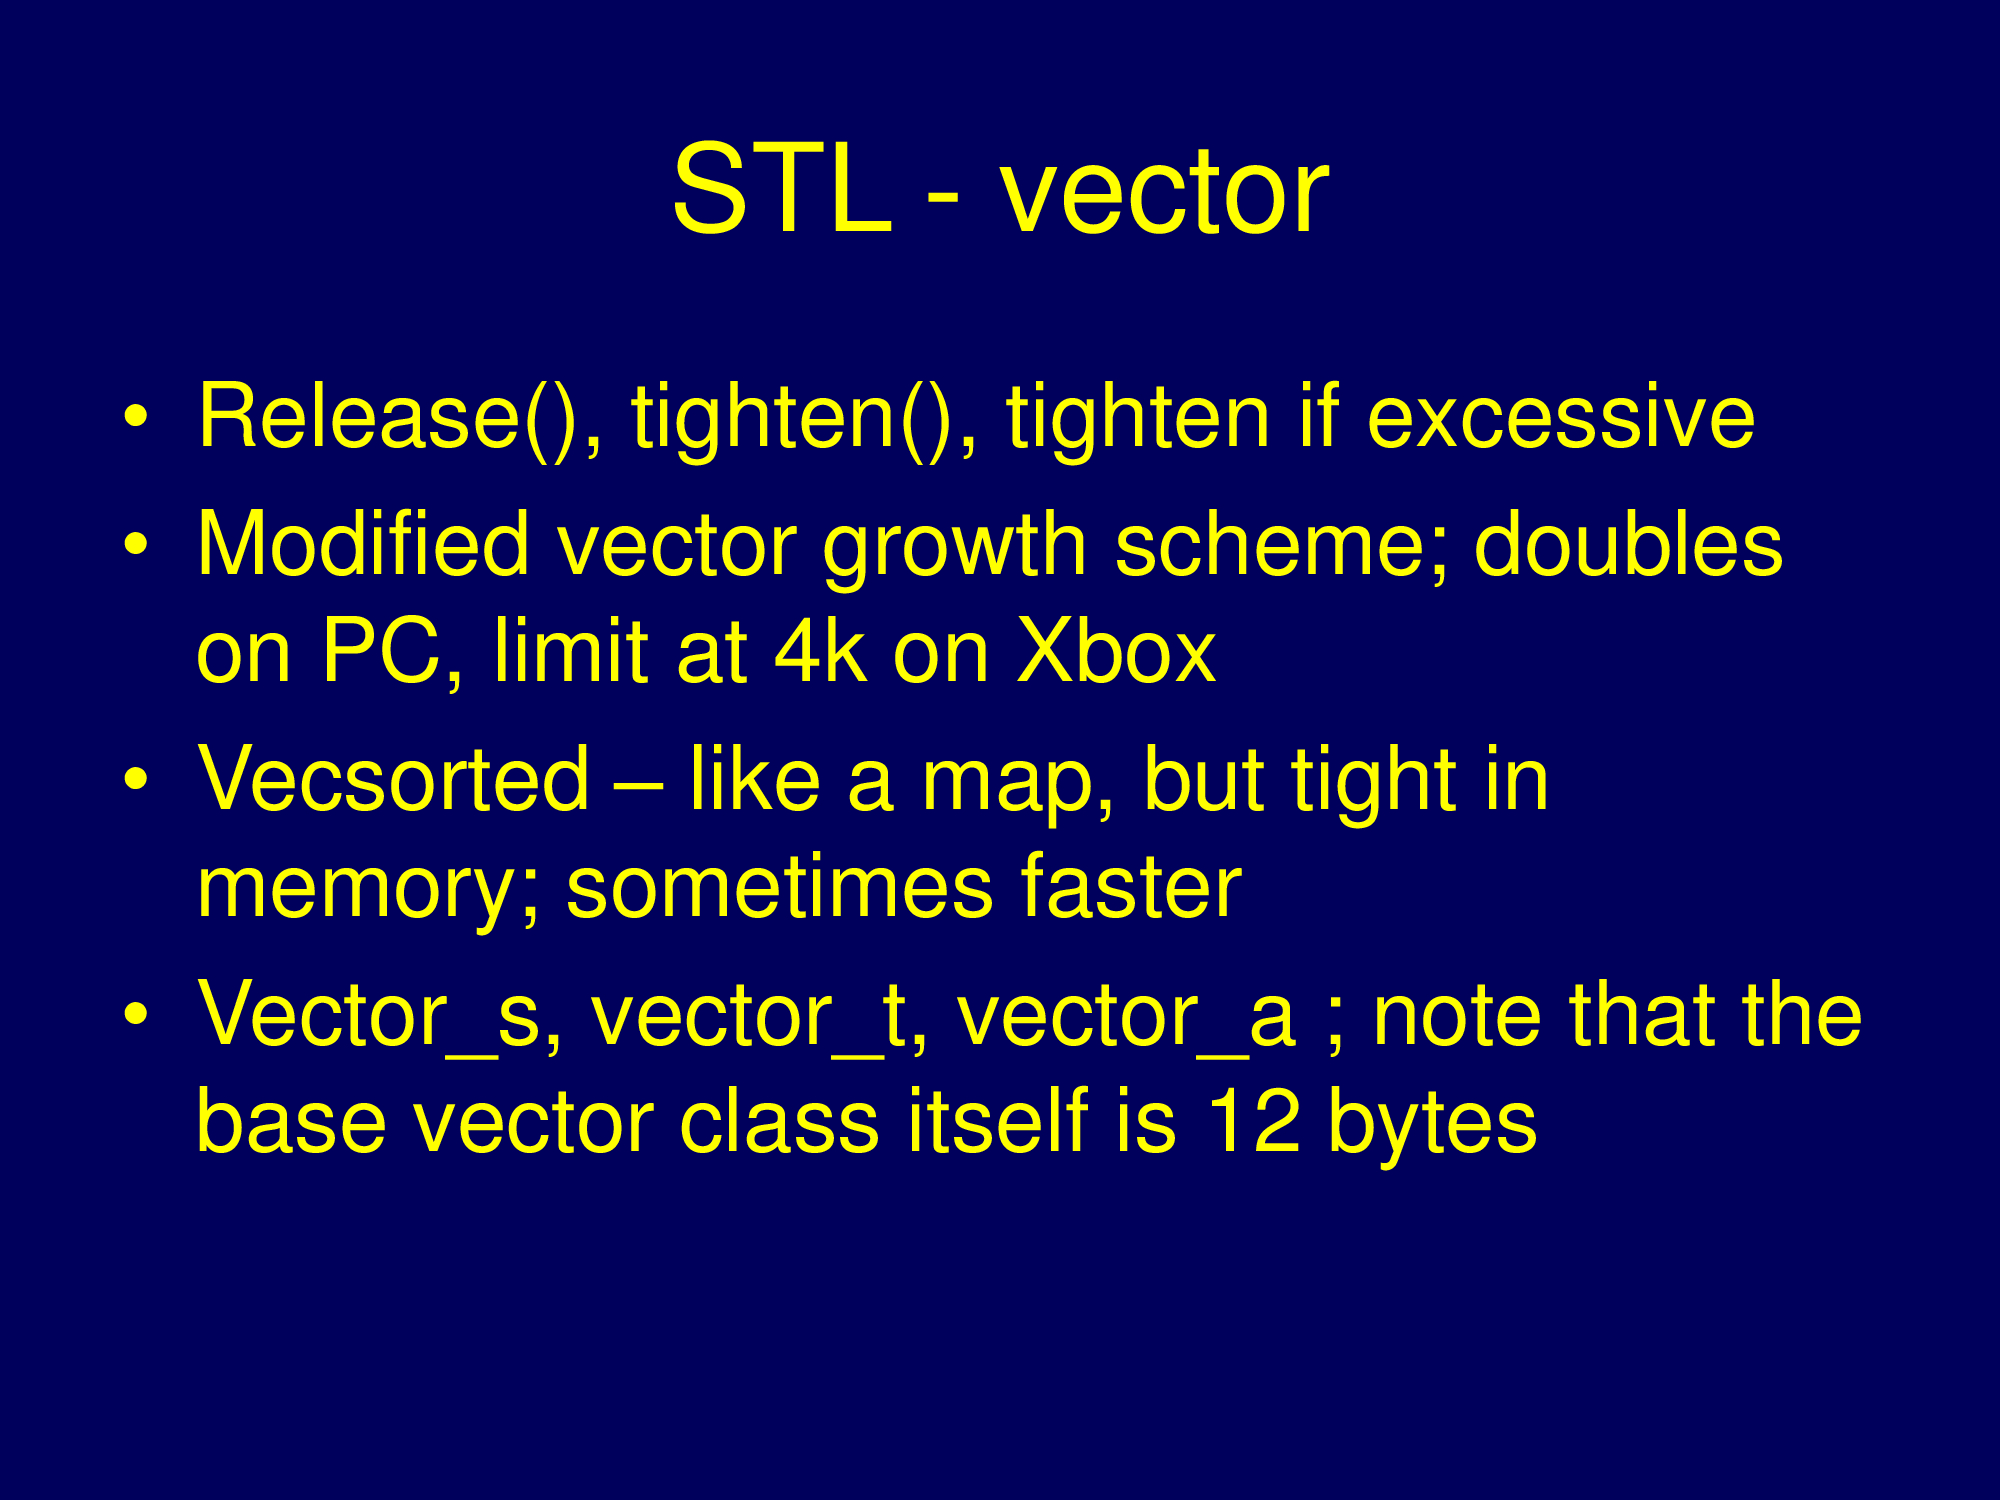 STL - vector
• Release(), tighten(), tighten if excessive
• Modified vector growth scheme; doubles
on PC, limit at 4k on Xbox
• Vecsorted – like a map, but tight in
memory; sometimes faster
• Vector_s, vector_t, vector_a ; note that the
base vector class itself is 12 bytes